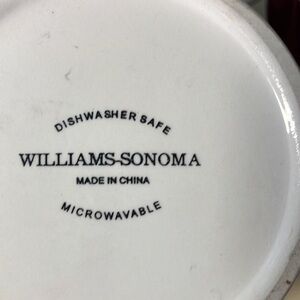 DISHWASHER SAFE
WILLIAMS-SONOMA
MADE IN CHINA
MICROWAVABLE